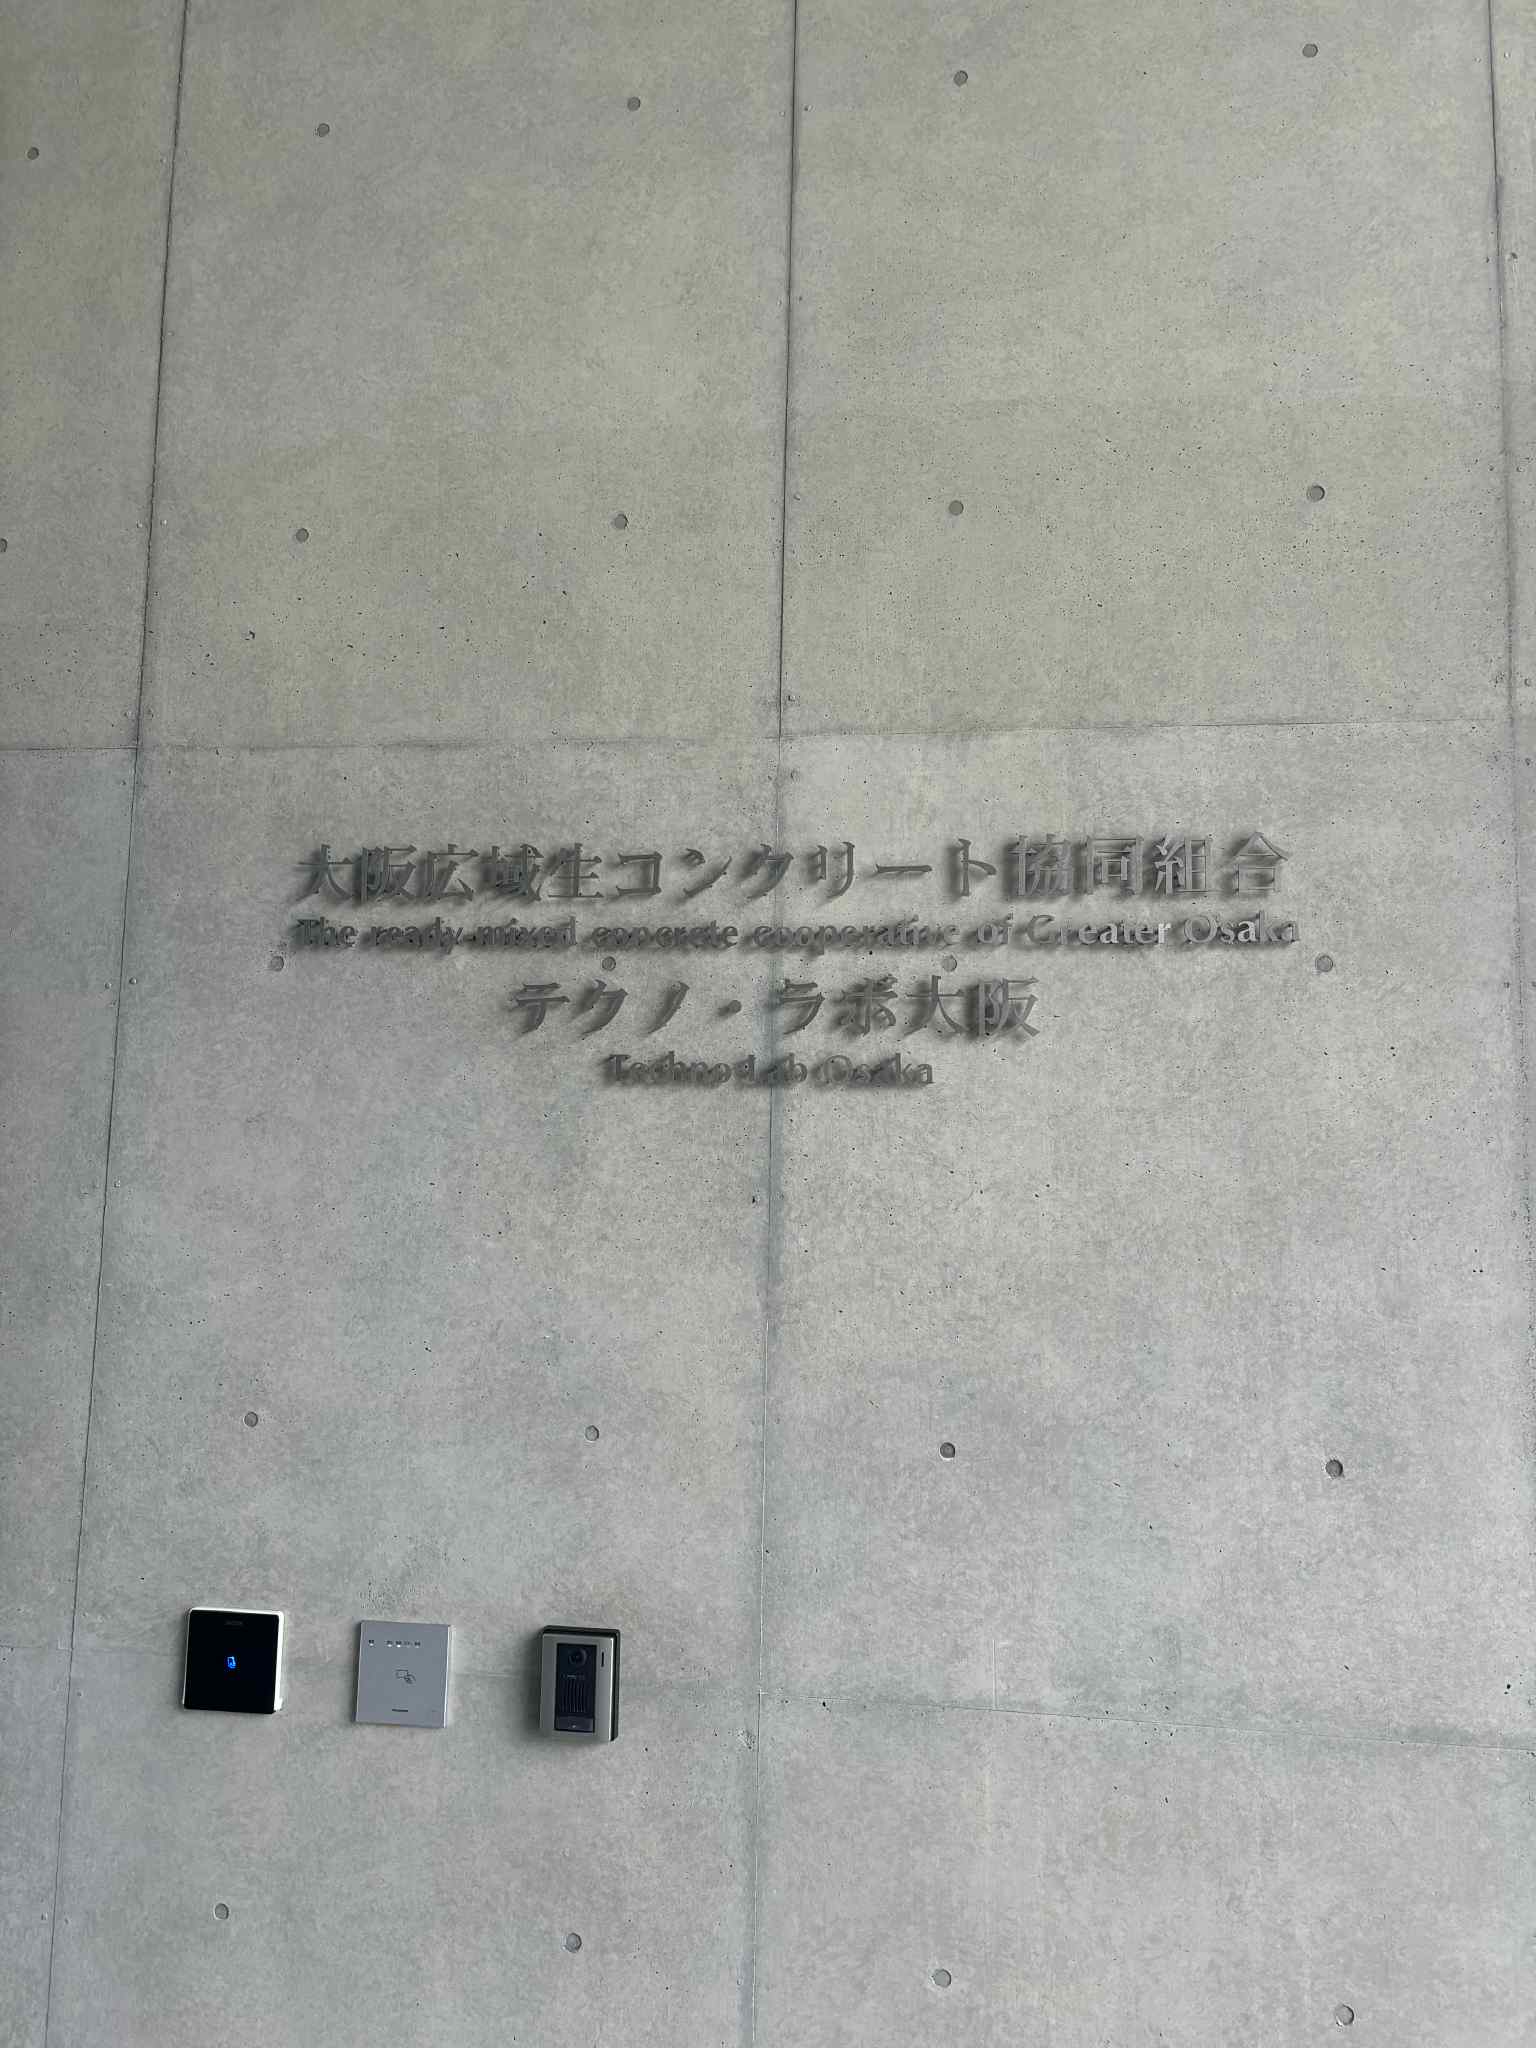 大阪広域生コンクリート協同組合
The ready-mixed concrete cooperative of Greater Osaka
テクノ・ラボ大阪
Techno Lab Osaka